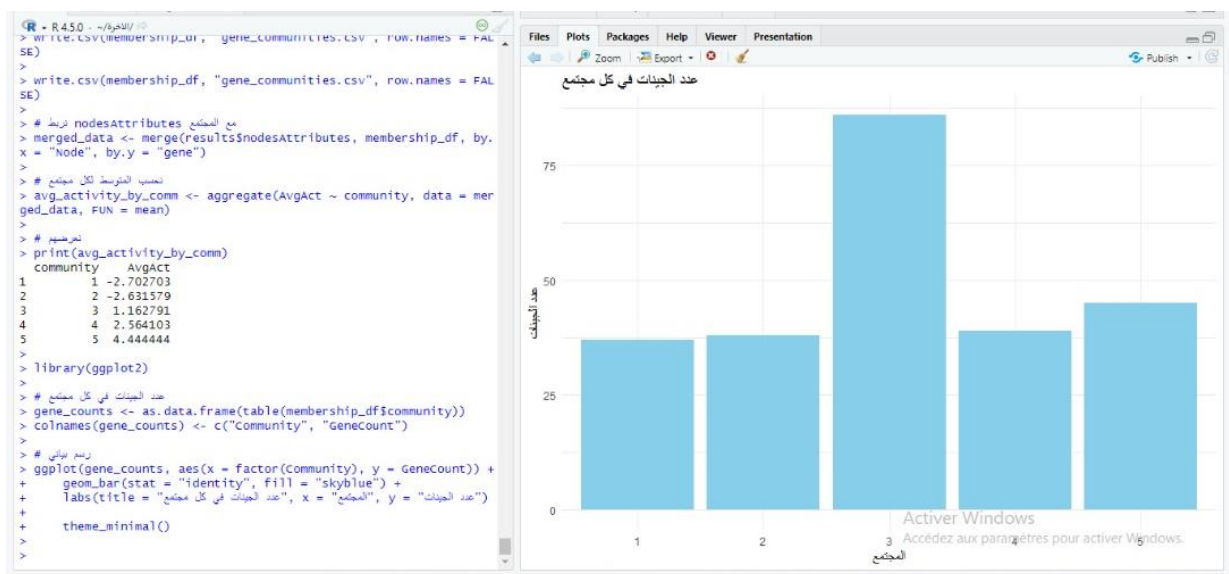 R - R 4.5.0 · ~/الاخرة/
> write.csv(membership_df, "gene_communities.csv", row.names = FAL
SE)
>
> write.csv(membership_df, "gene_communities.csv", row.names = FAL
SE)
>
> # نربط nodesAttributes مع المجتمع
> merged_data <- merge(results$nodesAttributes, membership_df, by.
x = "Node", by.y = "gene")
>
> # نحسب المتوسط لكل مجتمع
> avg_activity_by_comm <- aggregate(AvgAct ~ community, data = mer
ged_data, FUN = mean)
>
> # نعرضهم
> print(avg_activity_by_comm)
community AvgAct
1 1 -2.702703
2 2 -2.631579
3 3 1.162791
4 4 2.564103
5 5 4.444444
>
> library(ggplot2)
>
> # عدد الجينات في كل مجتمع
> gene_counts <- as.data.frame(table(membership_df$community))
> colnames(gene_counts) <- c("Community", "GeneCount")
>
> # رسم بياني
> ggplot(gene_counts, aes(x = factor(Community), y = GeneCount)) +
+ geom_bar(stat = "identity", fill = "skyblue") +
+ labs(title = "عدد الجينات في كل مجتمع", x = "المجتمع", y = "عدد الجينات")
+
+ theme_minimal()
>
>
Files Plots Packages Help Viewer Presentation
Zoom Export Publish
عدد الجينات في كل مجتمع
75
50
25
0
عدد الجينات
1 2 3 4 5
المجتمع
Activer Windows
Accédez aux paramètres pour activer Windows.